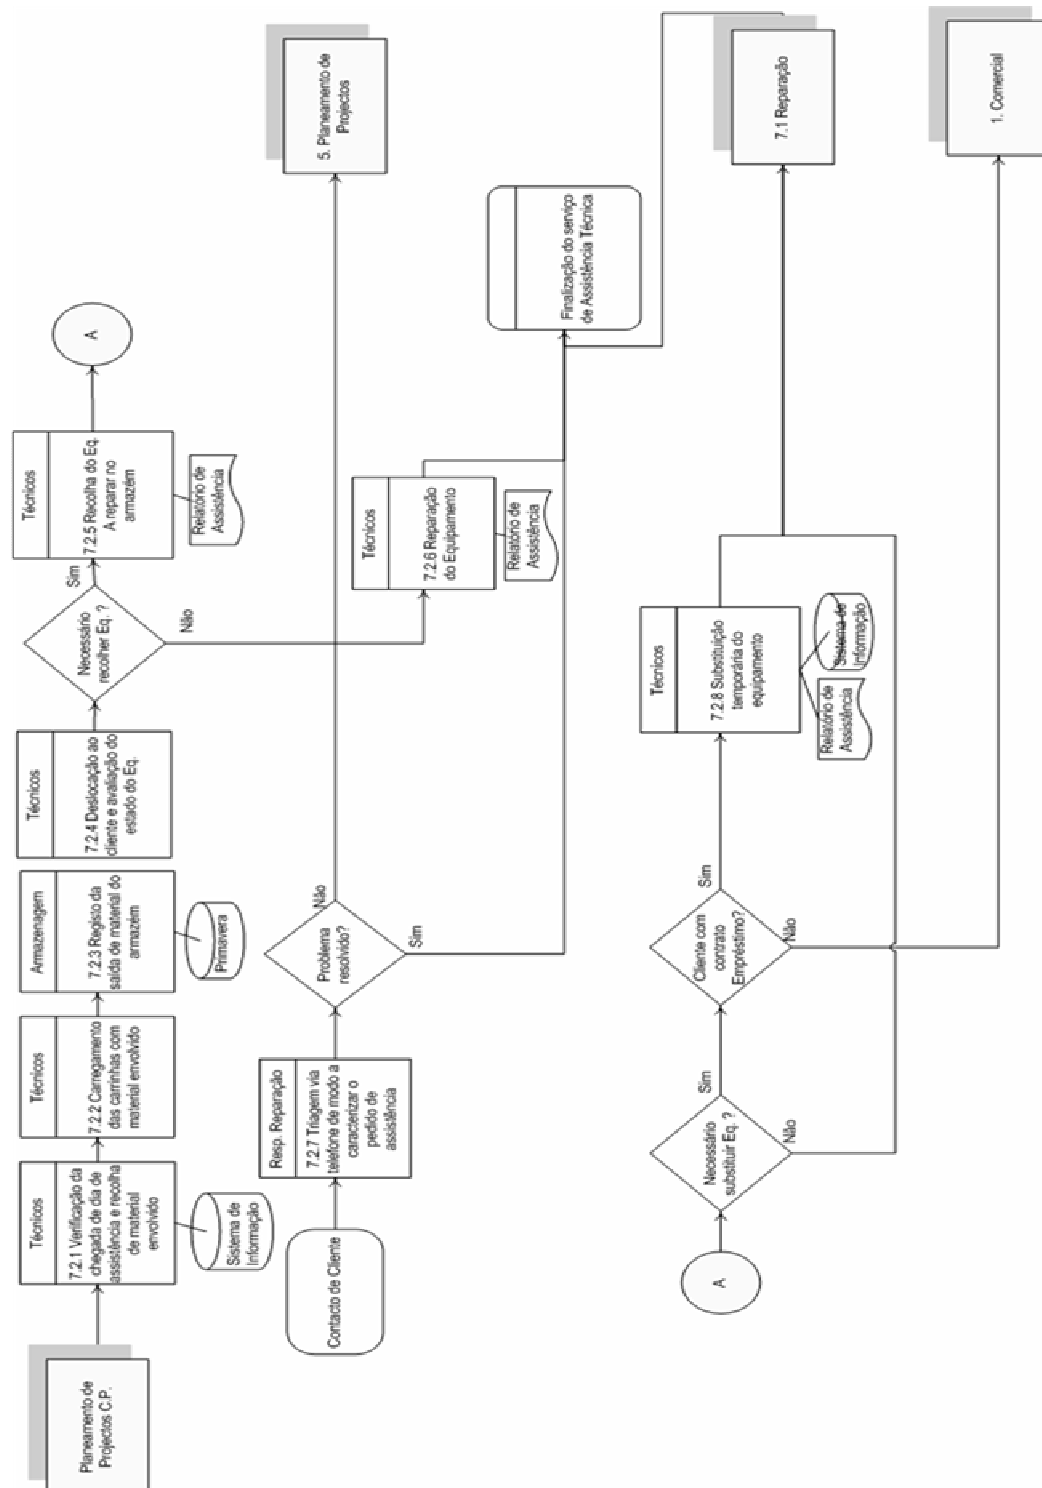 Planeamento de
Projectos C.P.
Técnicos
7.2.1 Verificação da
chegada de dia de
assistência e recolha
de material
envolvido
Sistema de
Informação
Técnicos
7.2.2 Carregamento
das carrinhas com
material envolvido
Armazenagem
7.2.3 Registo da
saída de material do
armazém
Primavera
Técnicos
7.2.4 Deslocação ao
cliente e avaliação do
estado do Eq.
Necessário
recolher Eq. ?
Sim
Não
Técnicos
7.2.5 Recolha do Eq.
A reparar no
armazém
Relatório de
Assistência
A
Contacto de Cliente
Resp. Reparação
7.2.7 Triagem via
telefone de modo a
caracterizar o
pedido de
assistência
Problema
resolvido?
Não
Sim
5. Planeamento de
Projectos
Técnicos
7.2.6 Reparação
do Equipamento
Relatório de
Assistência
Finalização do serviço
de Assistência Técnica
A
Necessário
substituir Eq. ?
Sim
Não
Cliente com
contrato
Empréstimo?
Sim
Não
Técnicos
7.2.8 Substituição
temporária do
equipamento
Relatório de
Assistência
Sistema de
Informação
7.1 Reparação
1. Comercial